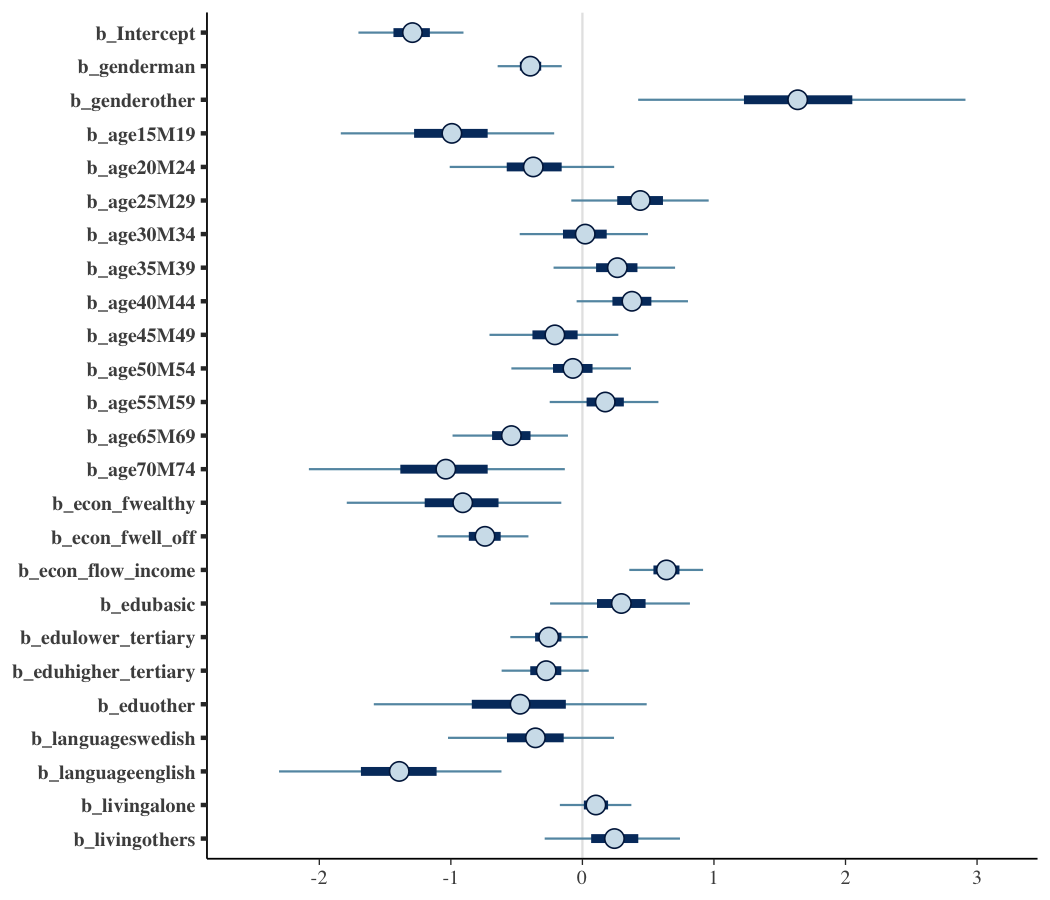 b_Intercept
b_genderman
b_genderother
b_age15M19
b_age20M24
b_age25M29
b_age30M34
b_age35M39
b_age40M44
b_age45M49
b_age50M54
b_age55M59
b_age65M69
b_age70M74
b_econ_fwealthy
b_econ_fwell_off
b_econ_flow_income
b_edubasic
b_edulower_tertiary
b_eduhigher_tertiary
b_eduother
b_languageswedish
b_languageenglish
b_livingalone
b_livingothers
-2 -1 0 1 2 3